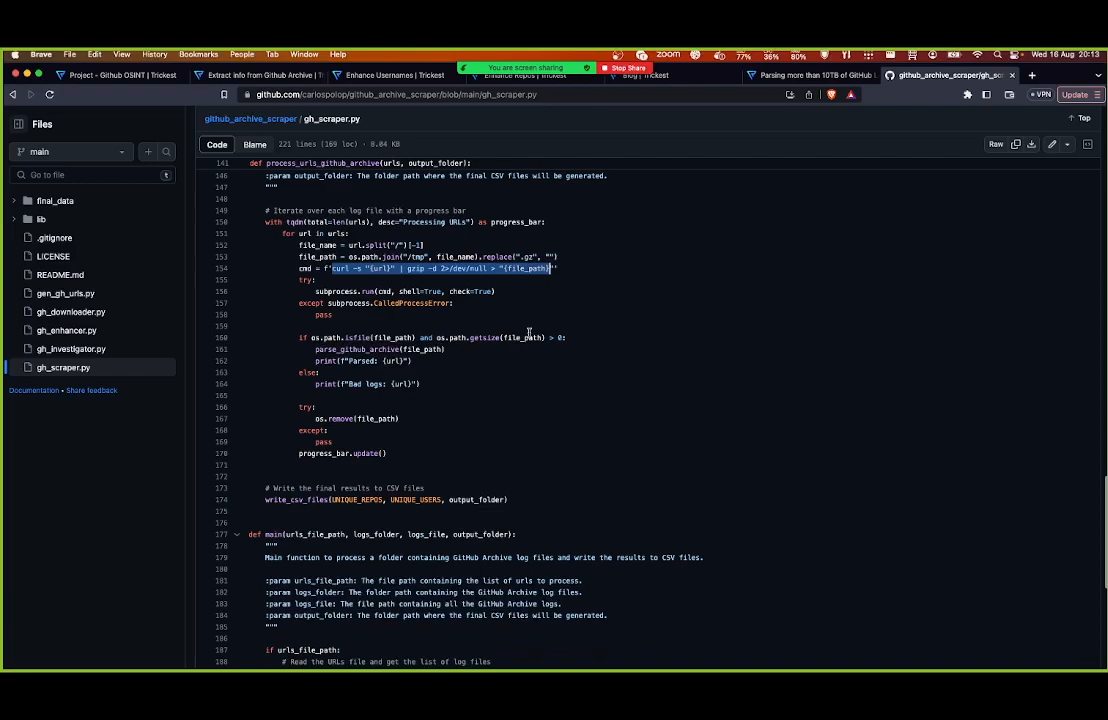 Brave File Edit View History Bookmarks People Tab Window Help zoom 77% 36% 80% Wed 16 Aug 20:13
Project - Github OSINT | Trickest Extract info from Github Archive | T Enhance Usernames | Trickest Enhance Repos | Trickest Blog | Trickest Parsing more than 10TB of GitHub L github_archive_scraper/gh_scr
You are screen sharing Stop Share
github.com/carlospolop/github_archive_scraper/blob/main/gh_scraper.py VPN Update
Files
main
Go to file t
final_data
lib
.gitignore
LICENSE
README.md
gen_gh_urls.py
gh_downloader.py
gh_enhancer.py
gh_investigator.py
gh_scraper.py
Documentation • Share feedback
github_archive_scraper / gh_scraper.py Top
Code Blame 221 lines (169 loc) · 8.04 KB Raw
141 def process_urls_github_archive(urls, output_folder):
146 :param output_folder: The folder path where the final CSV files will be generated.
147 """
148
149 # Iterate over each log file with a progress bar
150 with tqdm(total=len(urls), desc="Processing URLs") as progress_bar:
151 for url in urls:
152 file_name = url.split("/")[-1]
153 file_path = os.path.join("/tmp", file_name).replace(".gz", "")
154 cmd = f'curl -s "{url}" | gzip -d 2>/dev/null > "{file_path}"'
155 try:
156 subprocess.run(cmd, shell=True, check=True)
157 except subprocess.CalledProcessError:
158 pass
159
160 if os.path.isfile(file_path) and os.path.getsize(file_path) > 0:
161 parse_github_archive(file_path)
162 print(f"Parsed: {url}")
163 else:
164 print(f"Bad logs: {url}")
165
166 try:
167 os.remove(file_path)
168 except:
169 pass
170 progress_bar.update()
171
172
173 # Write the final results to CSV files
174 write_csv_files(UNIQUE_REPOS, UNIQUE_USERS, output_folder)
175
176
177 def main(urls_file_path, logs_folder, logs_file, output_folder):
178 """
179 Main function to process a folder containing GitHub Archive log files and write the results to CSV files.
180
181 :param urls_file_path: The file path containing the list of urls to process.
182 :param logs_folder: The folder path containing the GitHub Archive log files.
183 :param logs_file: The file path containing all the GitHub Archive logs.
184 :param output_folder: The folder path where the final CSV files will be generated.
185 """
186
187 if urls_file_path:
188 # Read the URLs file and get the list of log files